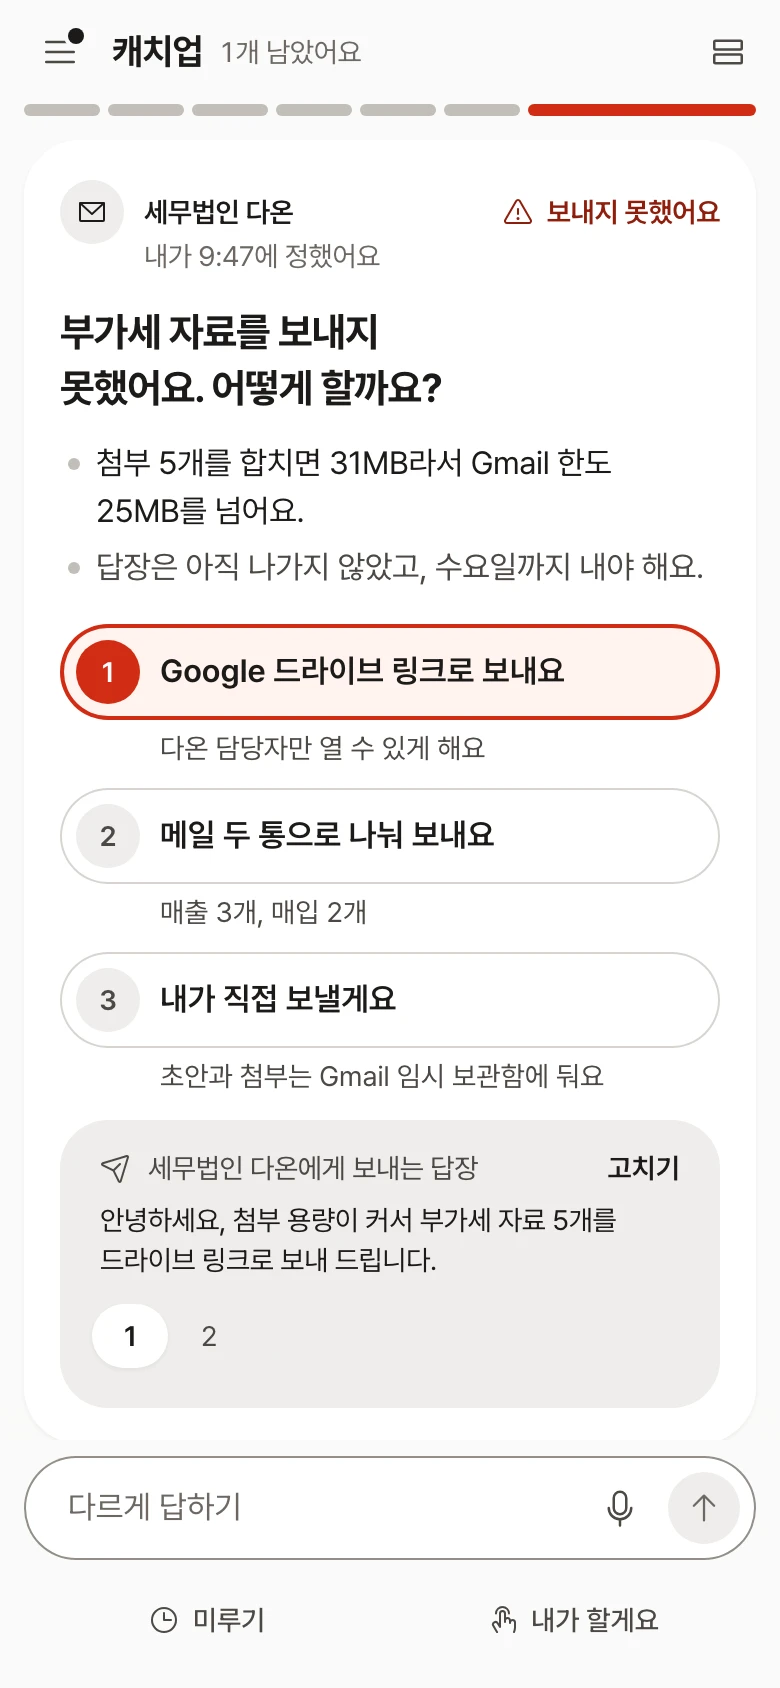 캐치업 1개 남았어요
세무법인 다온
보내지 못했어요
내가 9:47에 정했어요
부가세 자료를 보내지
못했어요. 어떻게 할까요?
첨부 5개를 합치면 31MB라서 Gmail 한도
25MB를 넘어요.
답장은 아직 나가지 않았고, 수요일까지 내야 해요.
1 Google 드라이브 링크로 보내요
다온 담당자만 열 수 있게 해요
2 메일 두 통으로 나눠 보내요
매출 3개, 매입 2개
3 내가 직접 보낼게요
초안과 첨부는 Gmail 임시 보관함에 둬요
세무법인 다온에게 보내는 답장 고치기
안녕하세요, 첨부 용량이 커서 부가세 자료 5개를
드라이브 링크로 보내 드립니다.
1 2
다르게 답하기
미루기 내가 할게요